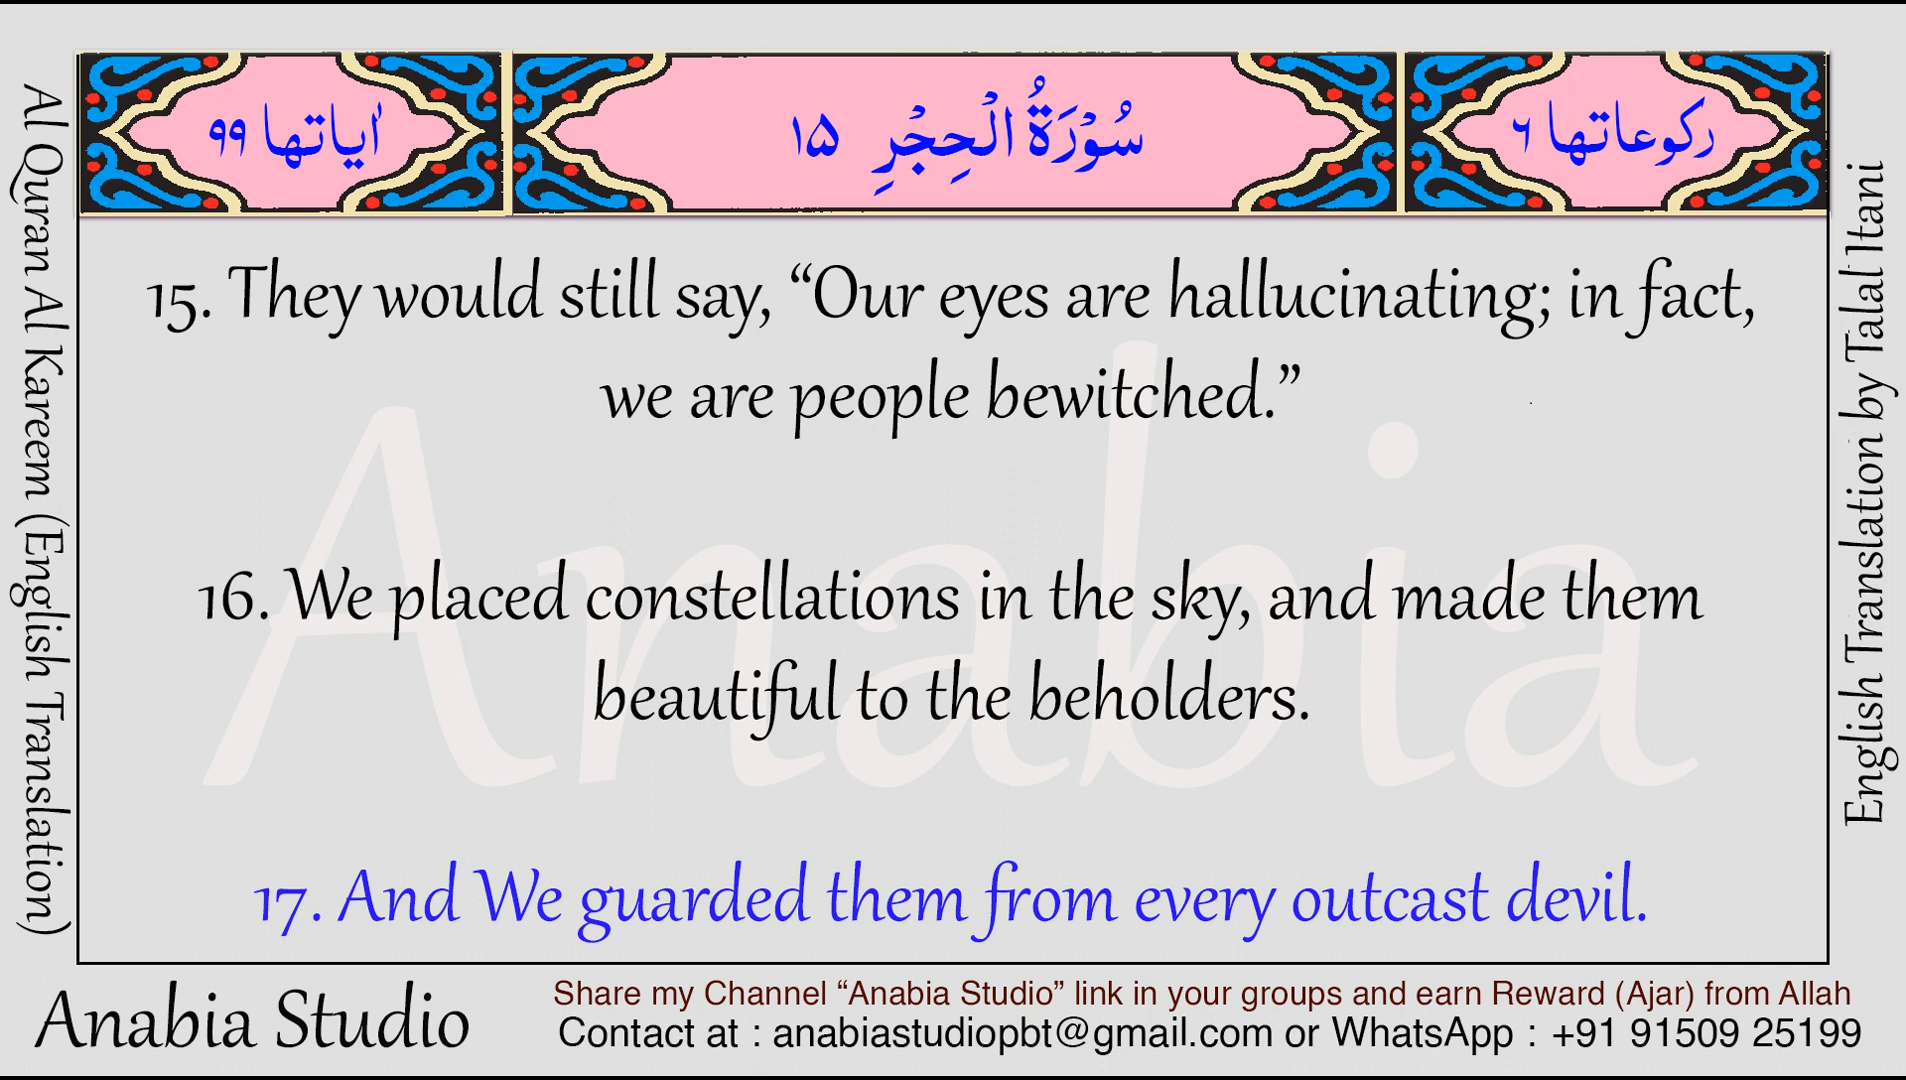 اٰیاتها ۹۹
سُوْرَةُ الْحِجْرِ ۱۵
رکوعاتها ۶
Al Quran Al Kareem (English Translation)
15. They would still say, “Our eyes are hallucinating; in fact,
we are people bewitched.”
16. We placed constellations in the sky, and made them
beautiful to the beholders.
17. And We guarded them from every outcast devil.
English Translation by Talal Itani
Anabia
Anabia Studio
Share my Channel “Anabia Studio” link in your groups and earn Reward (Ajar) from Allah
Contact at : anabiastudiopbt@gmail.com or WhatsApp : +91 91509 25199